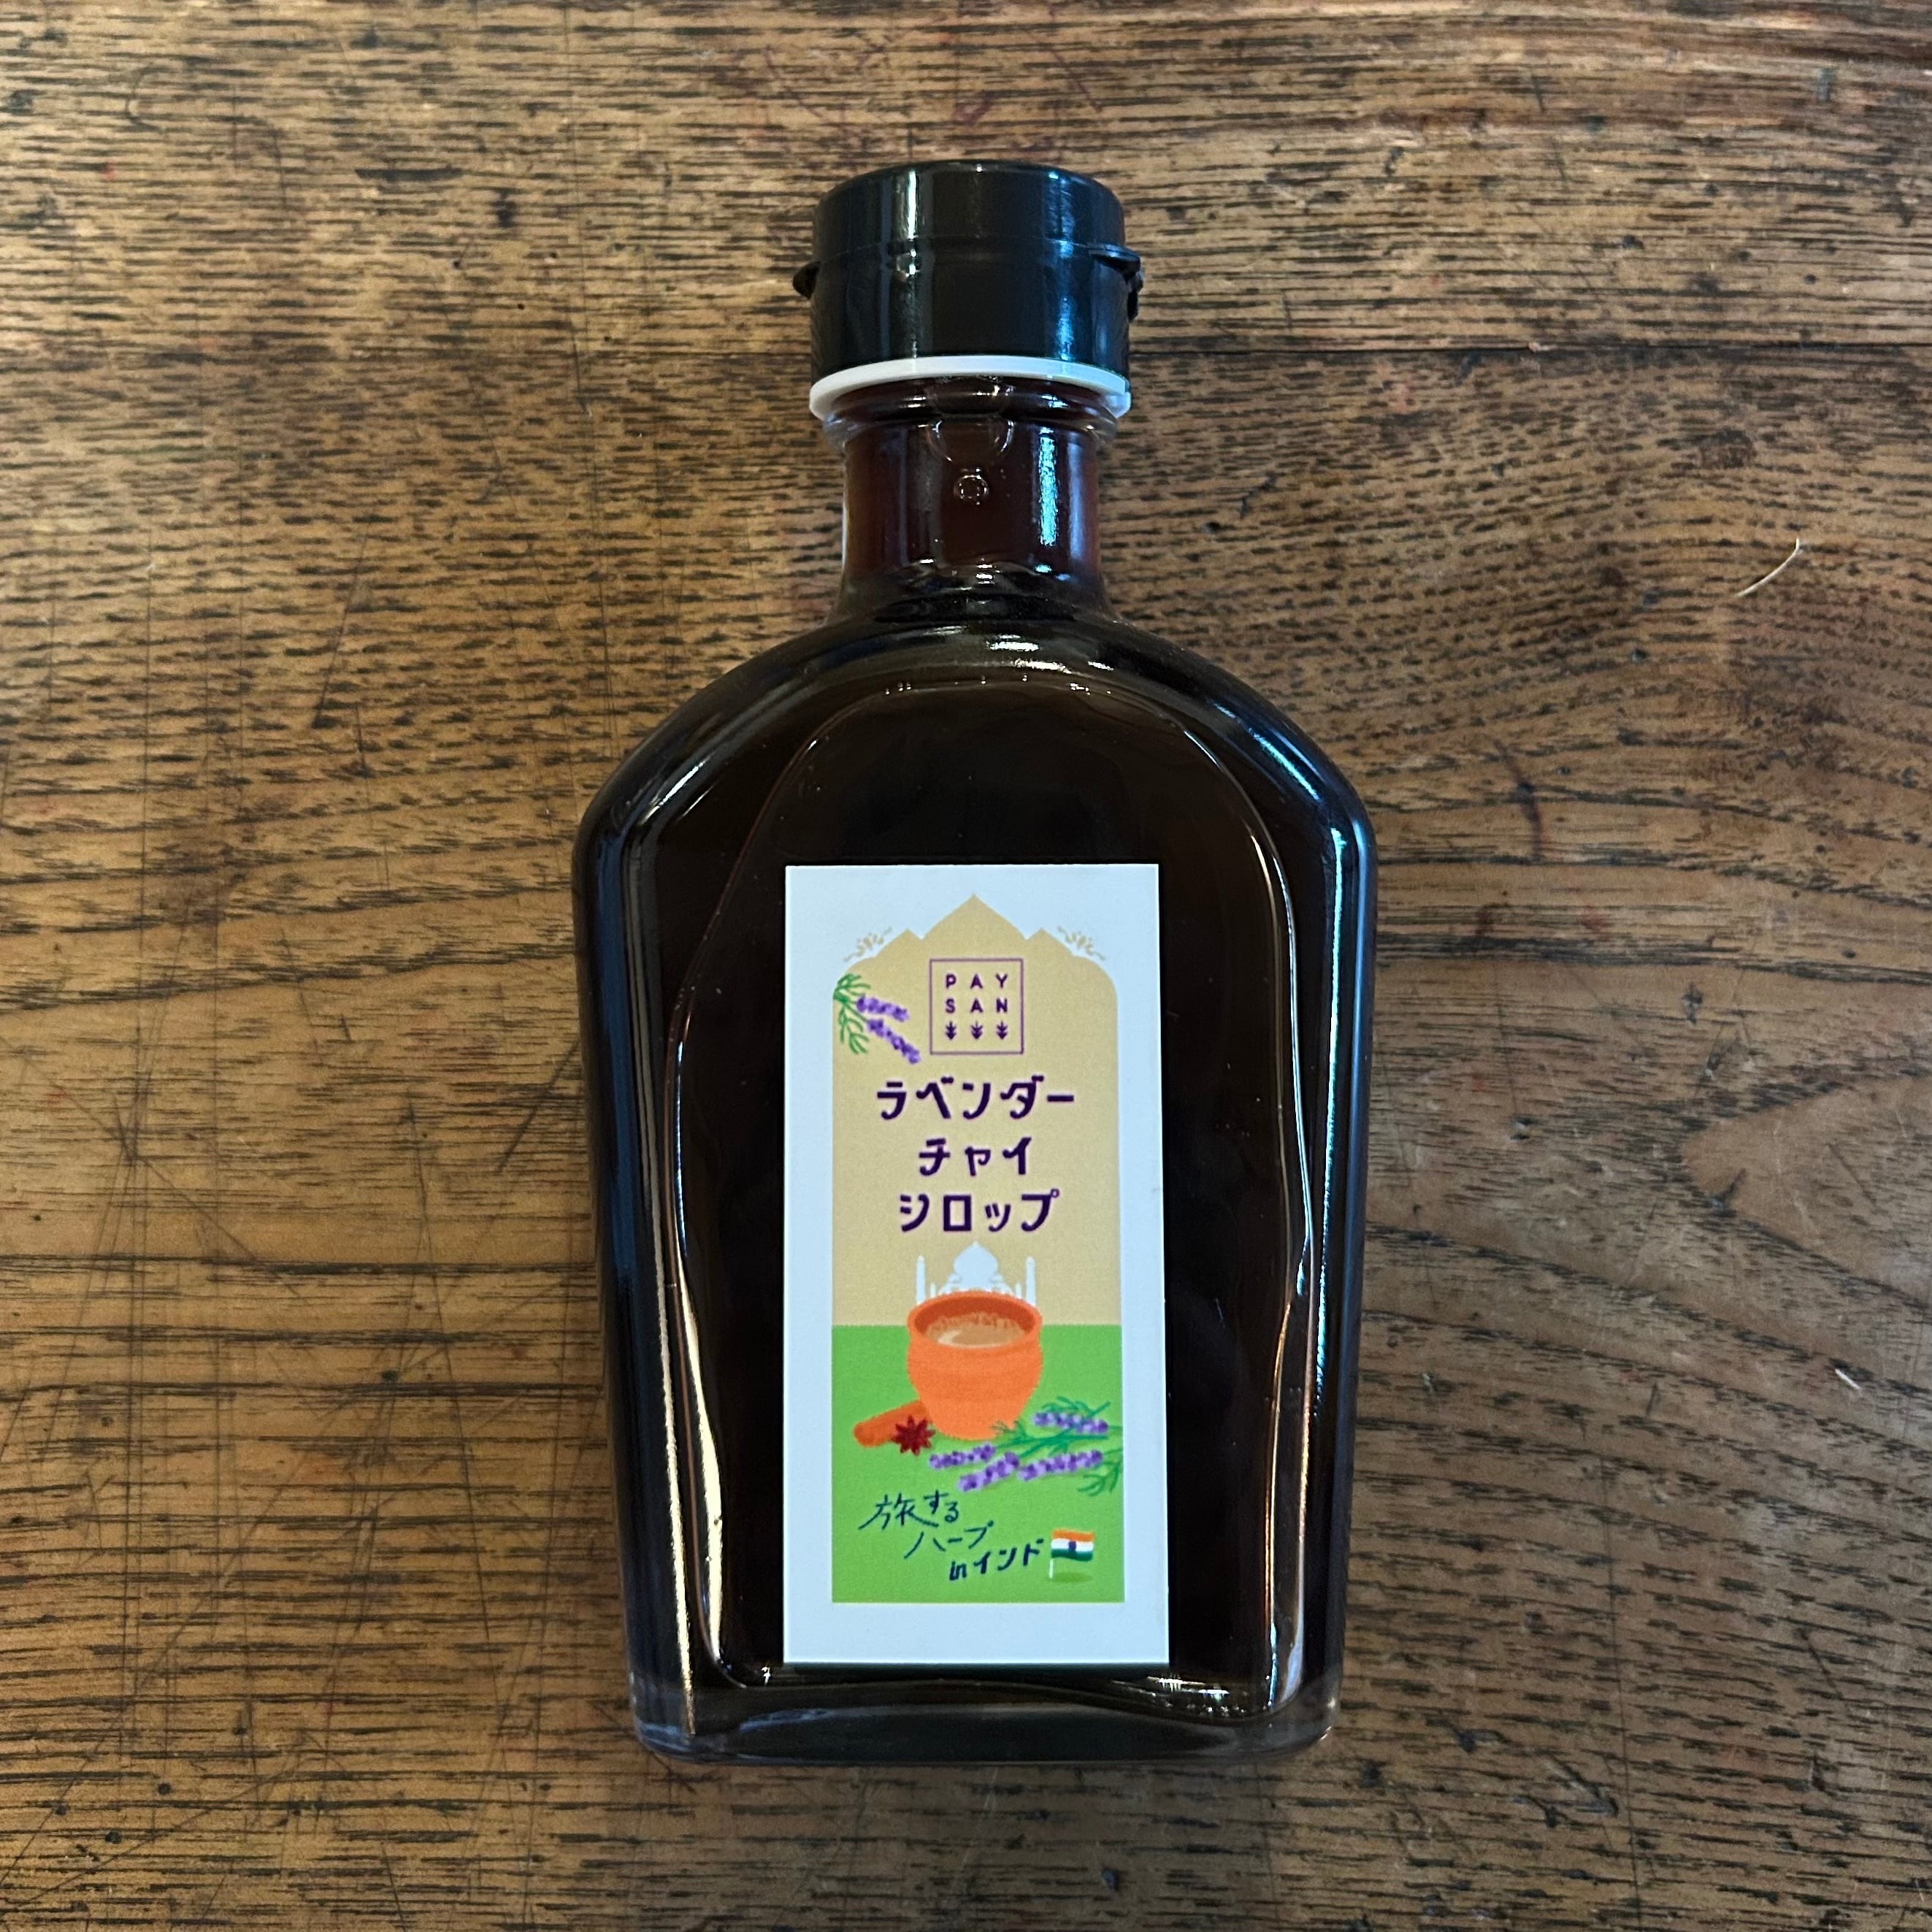 PAY
SAN
ラベンダー
チャイ
シロップ
旅する
ハーブ
inインド